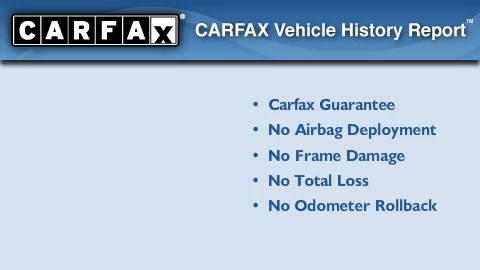 CARFAX® CARFAX Vehicle History Report™
• Carfax Guarantee
• No Airbag Deployment
• No Frame Damage
• No Total Loss
• No Odometer Rollback